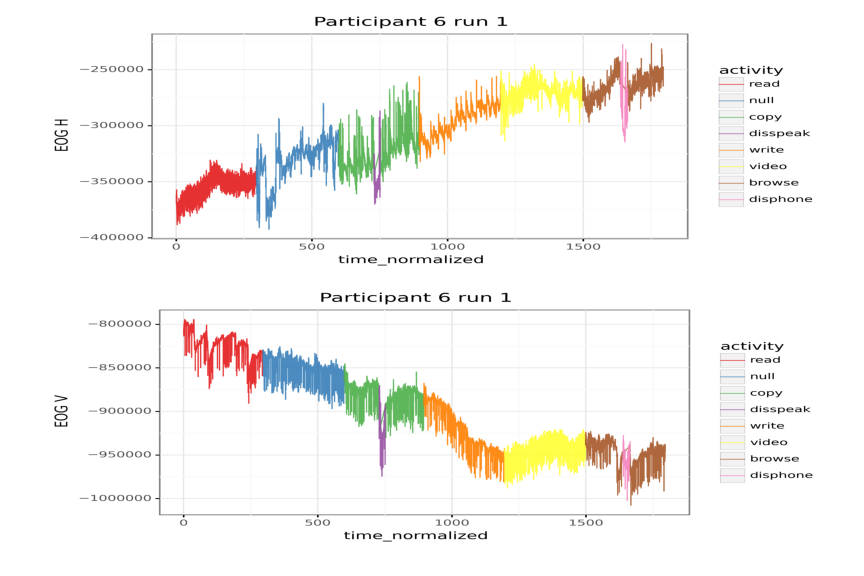 Participant 6 run 1
EOG H
−250000
−300000
−350000
−400000
0 500 1000 1500
time_normalized
activity
read
null
copy
disspeak
write
video
browse
disphone
Participant 6 run 1
EOG V
−800000
−850000
−900000
−950000
−1000000
0 500 1000 1500
time_normalized
activity
read
null
copy
disspeak
write
video
browse
disphone